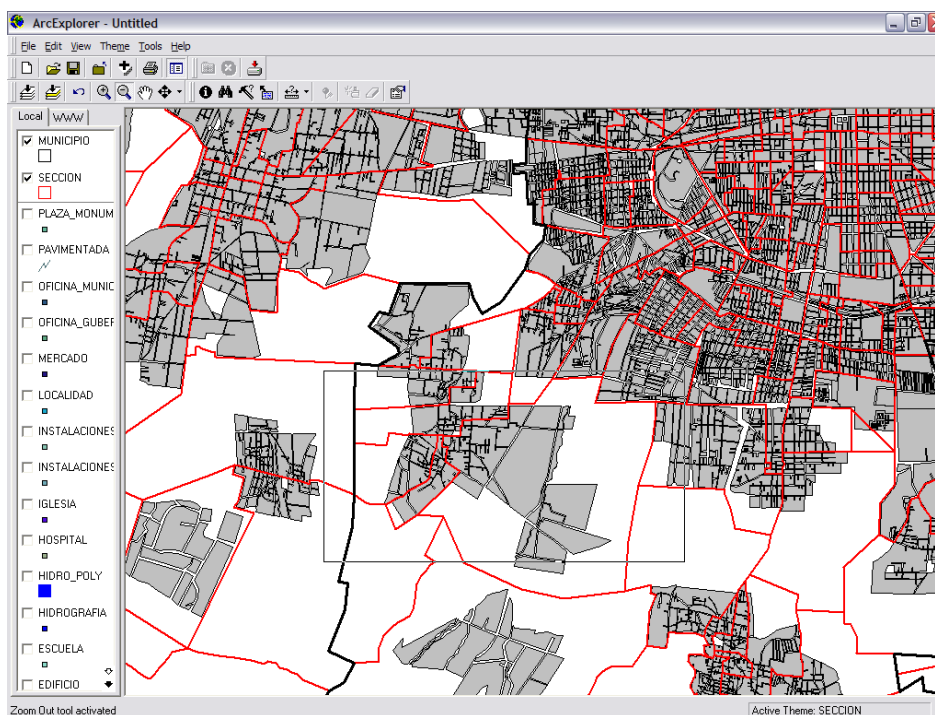 ArcExplorer - Untitled
File Edit View Theme Tools Help
Local WWW
MUNICIPIO
SECCION
PLAZA_MONUM
PAVIMENTADA
OFICINA_MUNIC
OFICINA_GUBEF
MERCADO
LOCALIDAD
INSTALACIONES
INSTALACIONES
IGLESIA
HOSPITAL
HIDRO_POLY
HIDROGRAFIA
ESCUELA
EDIFICIO
Zoom Out tool activated
Active Theme: SECCION